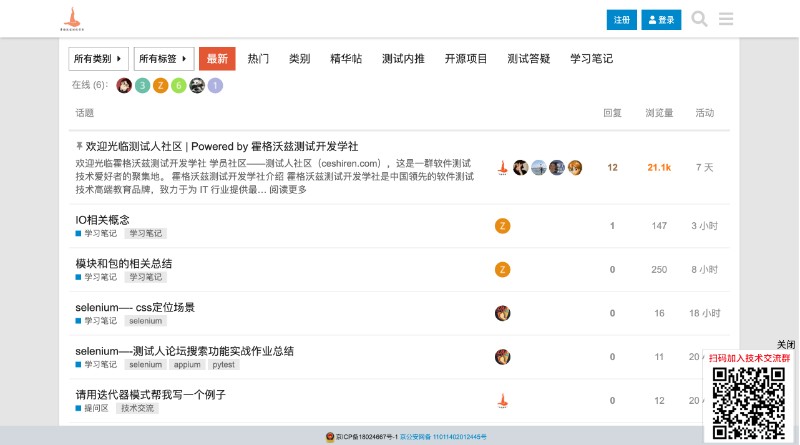 注册
登录
所有类别
所有标签
最新
热门
类别
精华帖
测试内推
开源项目
测试答疑
学习笔记
在线 (6):
3
Z
6
1
话题
回复
浏览量
活动
欢迎光临测试人社区 | Powered by 霍格沃兹测试开发学社
欢迎光临霍格沃兹测试开发学社 学员社区——测试人社区（ceshiren.com），这是一群软件测试
技术爱好者的聚集地。 霍格沃兹测试开发学社介绍 霍格沃兹测试开发学社是中国领先的软件测试
技术高端教育品牌，致力于为 IT 行业提供最… 阅读更多
12
21.1k
7 天
IO相关概念
学习笔记
学习笔记
Z
1
147
3 小时
模块和包的相关总结
学习笔记
学习笔记
Z
0
250
8 小时
selenium—- css定位场景
学习笔记
selenium
0
16
18 小时
selenium—-测试人论坛搜索功能实战作业总结
学习笔记
selenium
appium
pytest
0
11
20
请用迭代器模式帮我写一个例子
提问区
技术交流
0
12
20
关闭
扫码加入技术交流群
京ICP备18024667号-1 京公安网备 11011402012445号